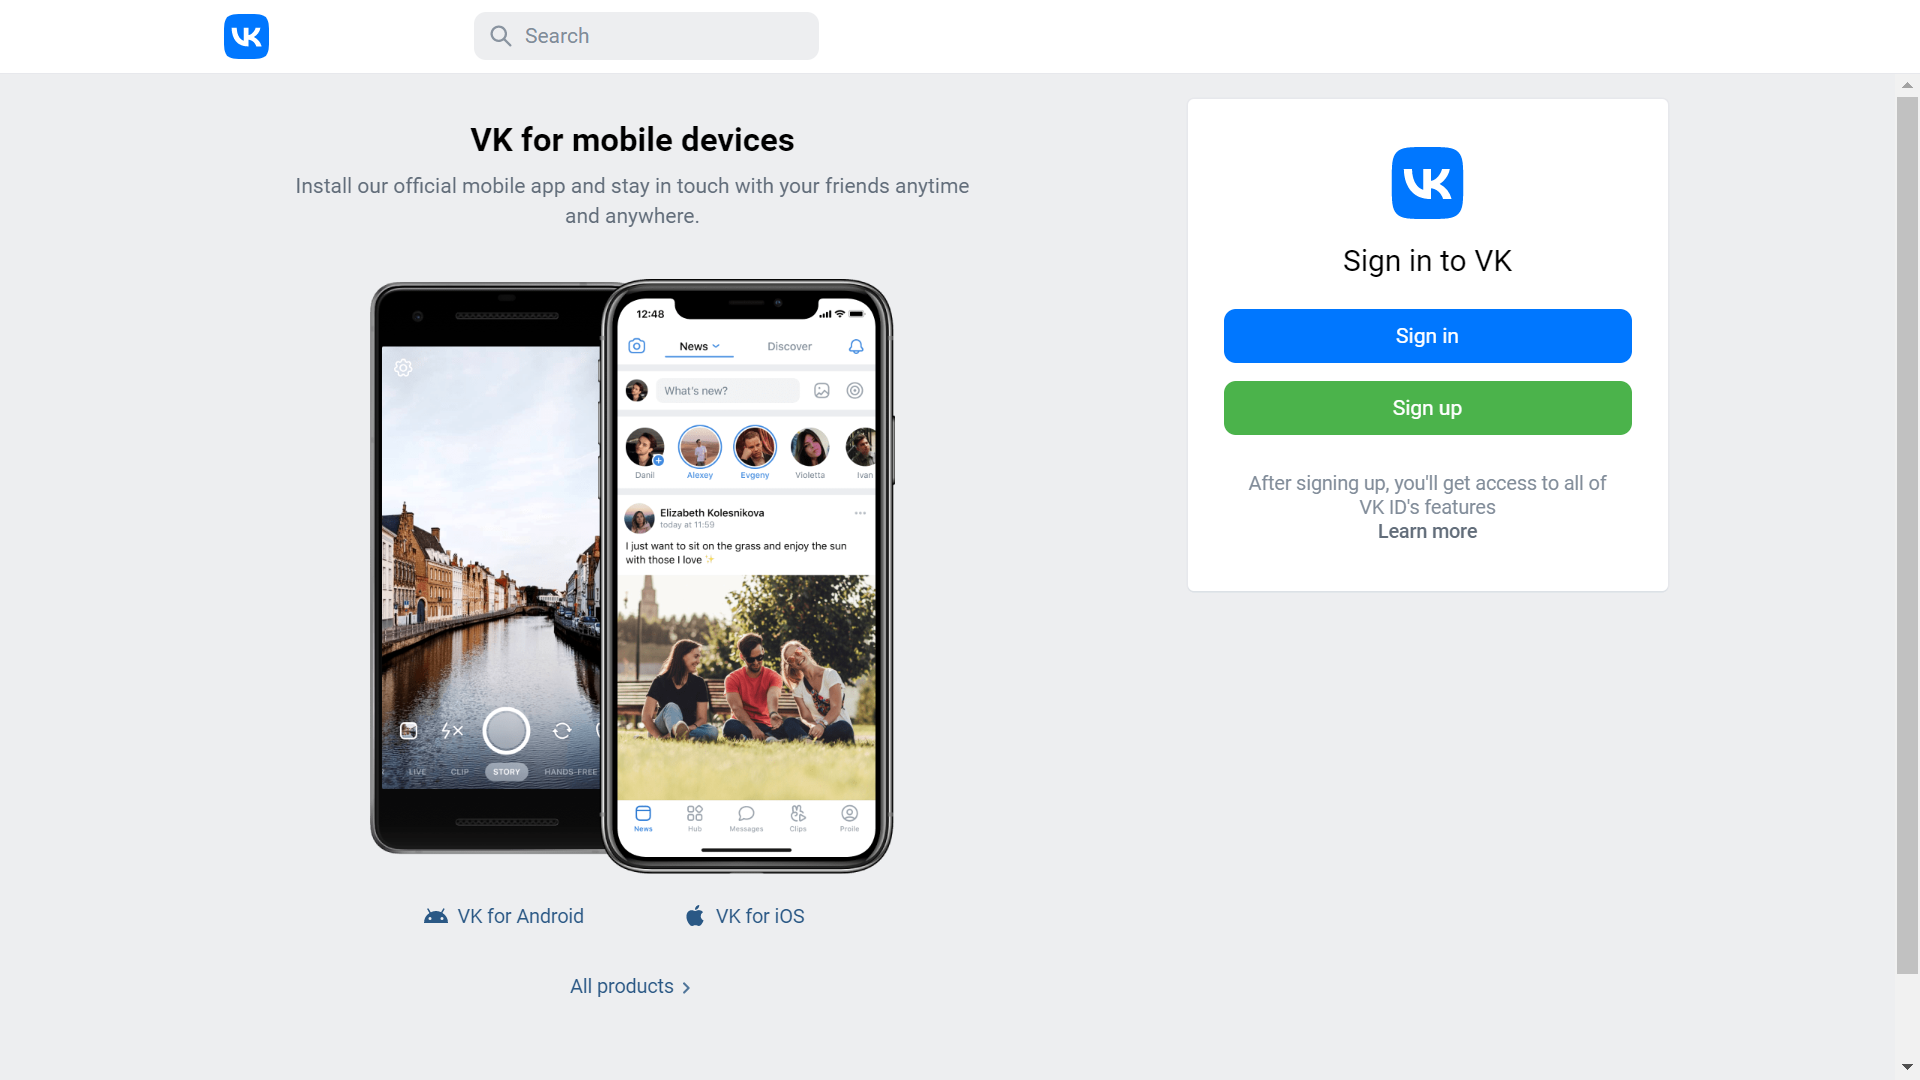 VK
Search
VK for mobile devices
Install our official mobile app and stay in touch with your friends anytime
and anywhere.
12:48
News
Discover
What's new?
Danil
Alexey
Evgeny
Violetta
Ivan
Elizabeth Kolesnikova
today at 11:59
I just want to sit on the grass and enjoy the sun
with those I love ✨
LIVE
CLIP
STORY
HANDS-FREE
News
Hub
Messages
Clips
Proile
VK for Android
VK for iOS
All products
VK
Sign in to VK
Sign in
Sign up
After signing up, you'll get access to all of
VK ID's features
Learn more